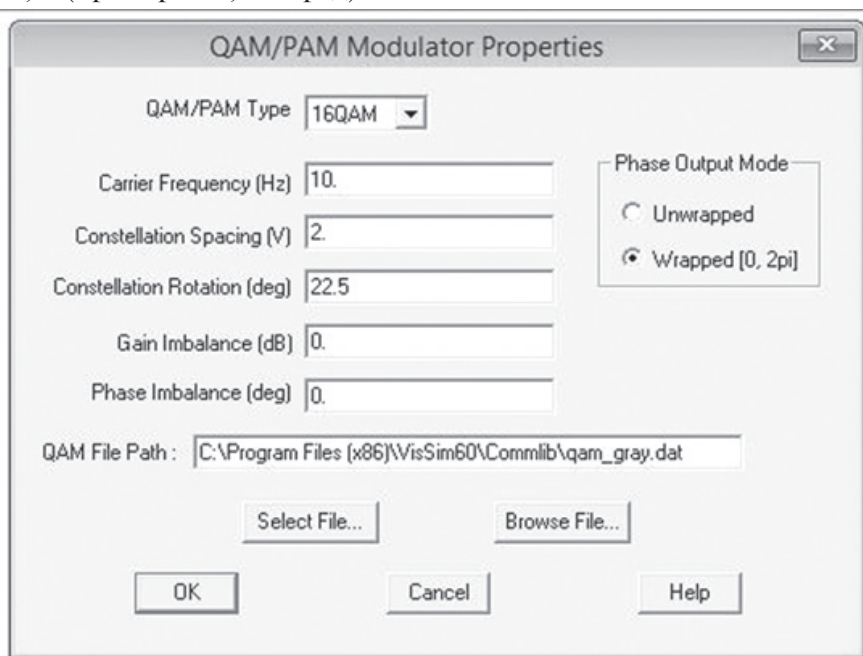 QAM/PAM Modulator Properties
QAM/PAM Type 16QAM
Carrier Frequency (Hz) 10.
Constellation Spacing (V) 2.
Constellation Rotation (deg) 22.5
Gain Imbalance (dB) 0.
Phase Imbalance (deg) 0.
Phase Output Mode
Unwrapped
Wrapped [0, 2pi]
QAM File Path : C:\Program Files (x86)\VisSim60\Commlib\qam_gray.dat
Select File... Browse File...
OK Cancel Help